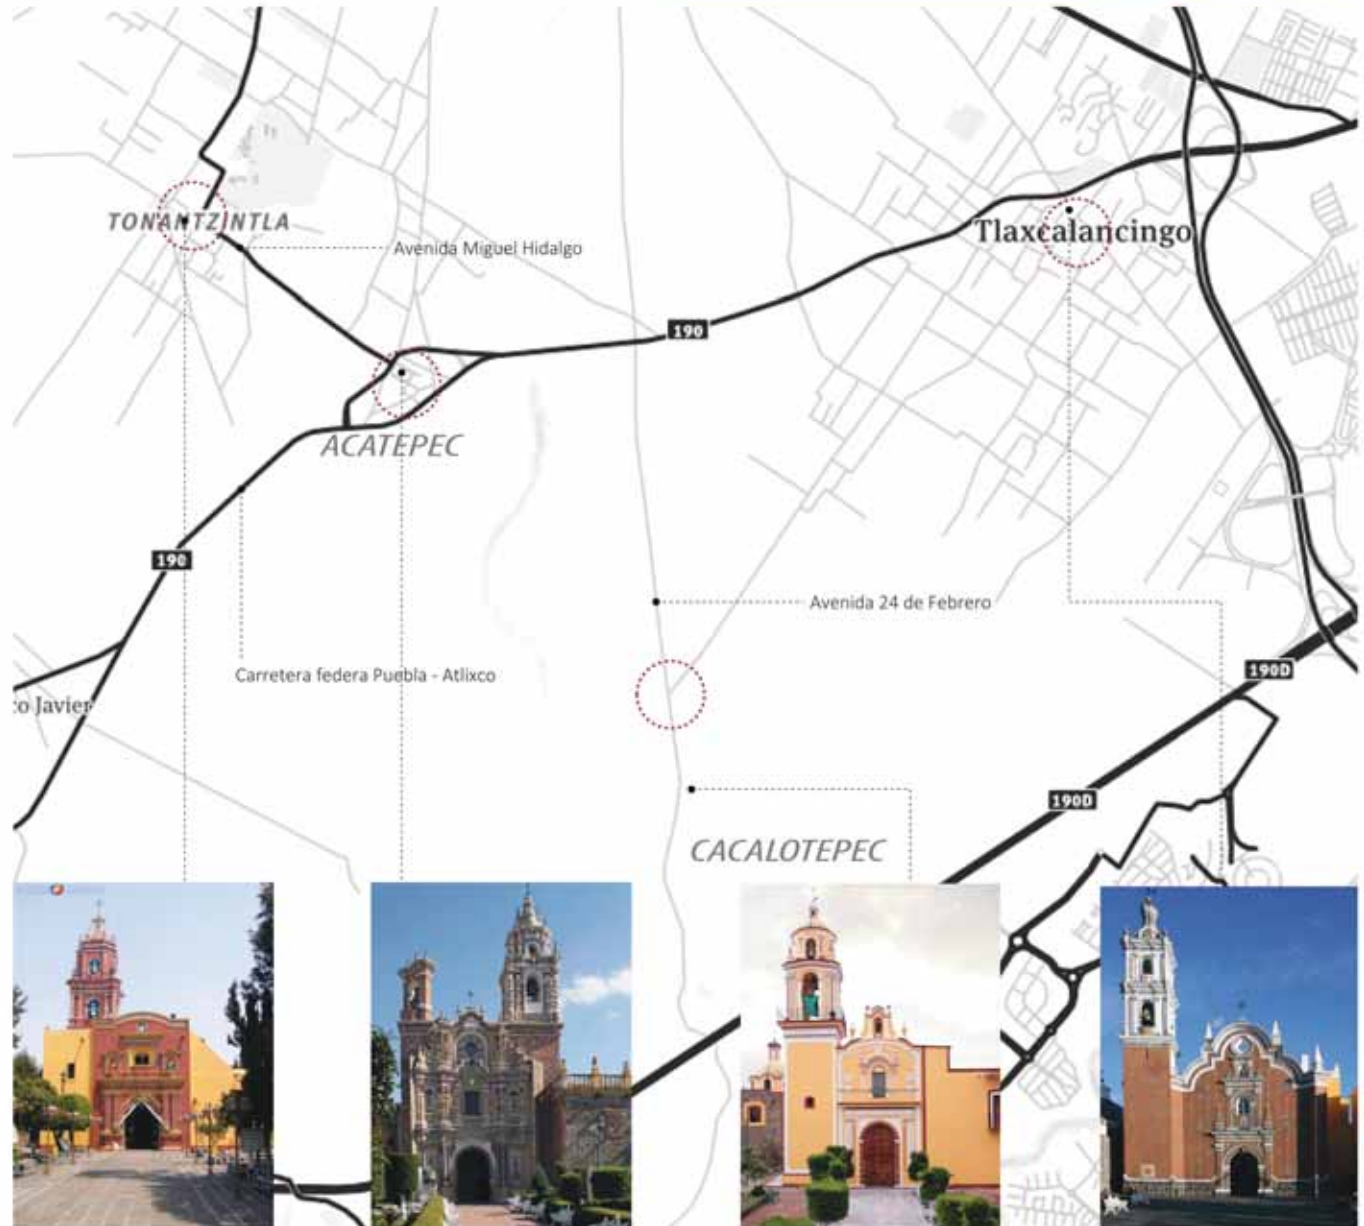 TONANTZINTLA
Tlaxcalancingo
Avenida Miguel Hidalgo
190
ACATEPEC
190
Avenida 24 de Febrero
Carretera federa Puebla - Atlixco
190D
o Javier
190D
CACALOTEPEC